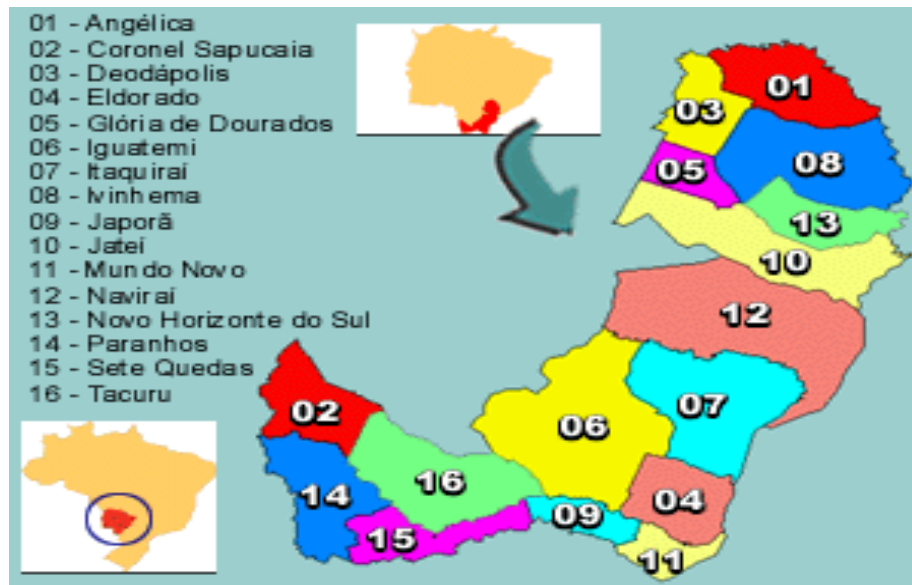 01 - Angélica
02 - Coronel Sapucaia
03 - Deodápolis
04 - Eldorado
05 - Glória de Dourados
06 - Iguatemi
07 - Itaquiraí
08 - Ivinhema
09 - Japorã
10 - Jateí
11 - Mundo Novo
12 - Naviraí
13 - Novo Horizonte do Sul
14 - Paranhos
15 - Sete Quedas
16 - Tacuru
01
03
08
05
13
10
12
07
02
06
16
14
04
09
15
11